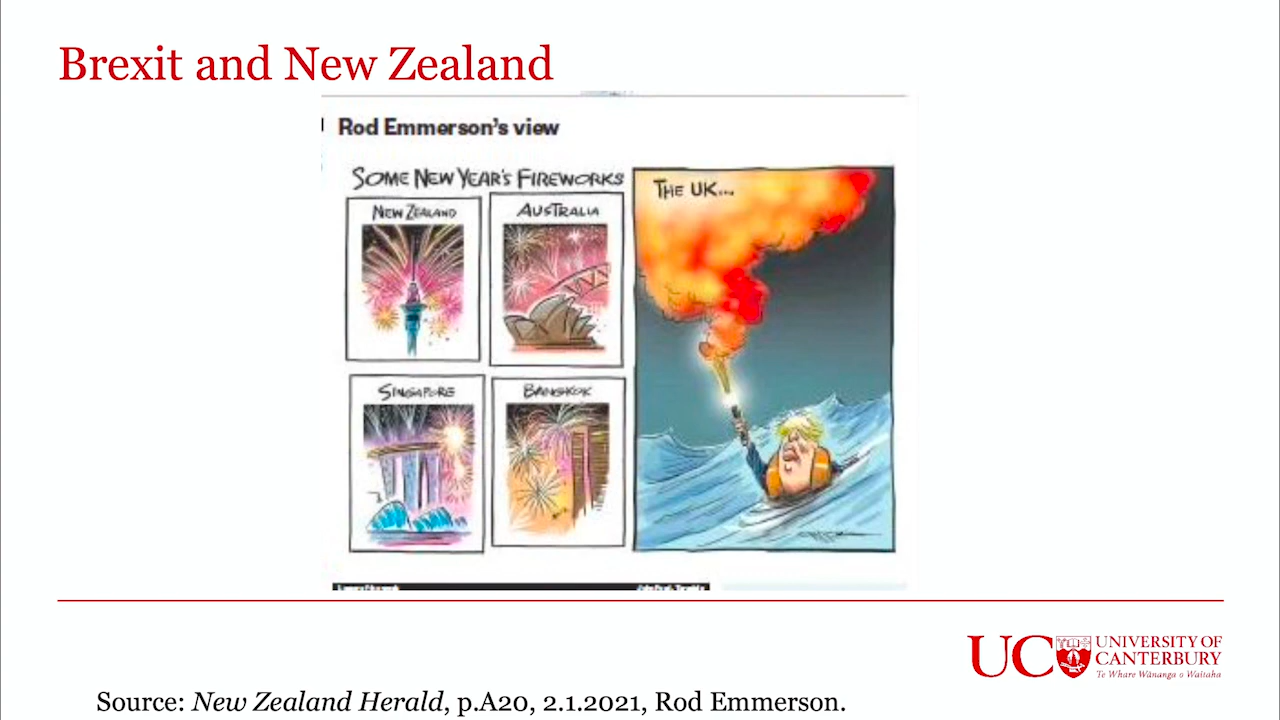 Brexit and New Zealand
Rod Emmerson's view
SOME NEW YEAR'S FIREWORKS
NEW ZEALAND
AUSTRALIA
THE UK...
SINGAPORE
BANGKOK
UC
UNIVERSITY OF
CANTERBURY
Te Whare Wānanga o Waitaha
Source: New Zealand Herald, p.A20, 2.1.2021, Rod Emmerson.